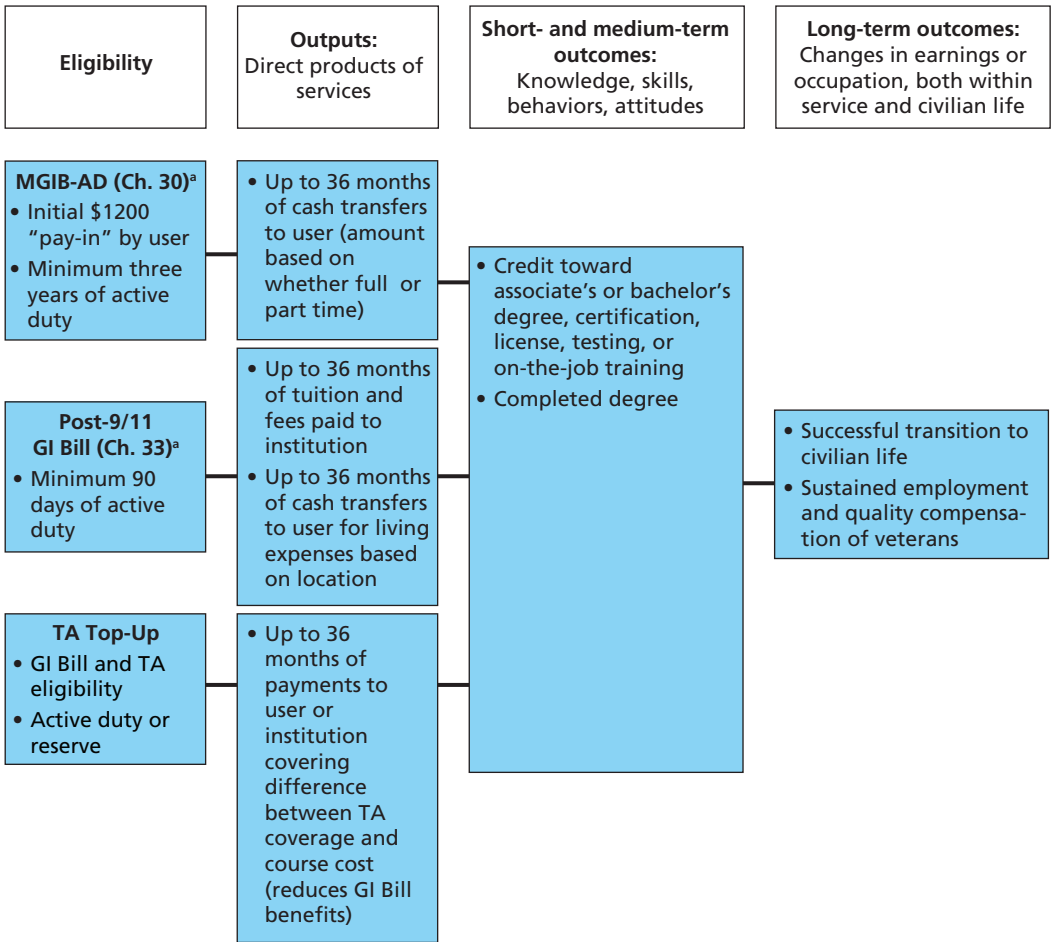 Eligibility
Outputs:
Direct products of
services
Short- and medium-term
outcomes:
Knowledge, skills,
behaviors, attitudes
Long-term outcomes:
Changes in earnings or
occupation, both within
service and civilian life
MGIB-AD (Ch. 30)a
• Initial $1200
“pay-in” by user
• Minimum three
years of active
duty
• Up to 36 months
of cash transfers
to user (amount
based on
whether full or
part time)
Post-9/11
GI Bill (Ch. 33)a
• Minimum 90
days of active
duty
• Up to 36 months
of tuition and
fees paid to
institution
• Up to 36 months
of cash transfers
to user for living
expenses based
on location
TA Top-Up
• GI Bill and TA
eligibility
• Active duty or
reserve
• Up to 36
months of
payments to
user or
institution
covering
difference
between TA
coverage and
course cost
(reduces GI Bill
benefits)
• Credit toward
associate’s or bachelor’s
degree, certification,
license, testing, or
on-the-job training
• Completed degree
• Successful transition to
civilian life
• Sustained employment
and quality compensa-
tion of veterans